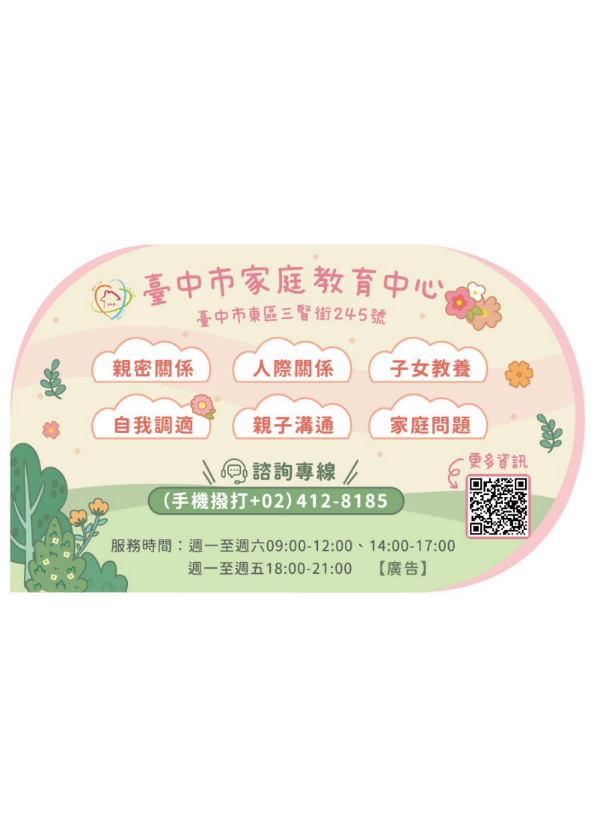 臺中市家庭教育中心
臺中市東區三賢街245號
親密關係
人際關係
子女教養
自我調適
親子溝通
家庭問題
諮詢專線
(手機撥打+02)412-8185
更多資訊
服務時間：週一至週六09:00-12:00、14:00-17:00
週一至週五18:00-21:00 【廣告】